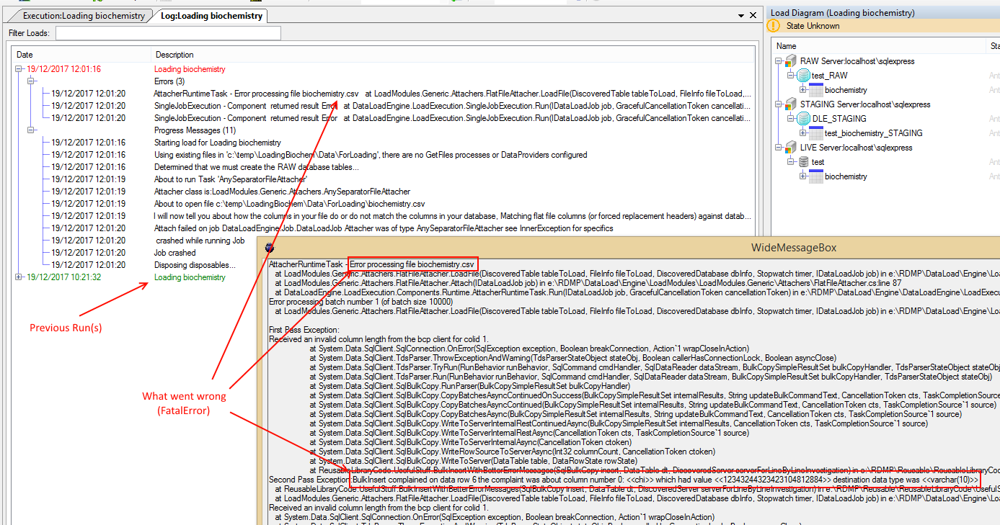 Execution:Loading biochemistry
Log:Loading biochemistry
Filter Loads:
Date Description
19/12/2017 12:01:16 Loading biochemistry
Errors (3)
19/12/2017 12:01:20 AttacherRuntimeTask - Error processing file biochemistry.csv at LoadModules.Generic.Attachers.FlatFileAttacher.LoadFile(DiscoveredTable tableToLoad, FileInfo fileToLoad,...
19/12/2017 12:01:20 SingleJobExecution - Component returned result Error at DataLoadEngine.LoadExecution.SingleJobExecution.Run(IDataLoadJob job, GracefulCancellationToken cancellati...
19/12/2017 12:01:20 SingleJobExecution - Component returned result Error at DataLoadEngine.LoadExecution.SingleJobExecution.Run(IDataLoadJob job, GracefulCancellationToken cancellati...
Progress Messages (11)
19/12/2017 12:01:16 Starting load for Loading biochemistry
19/12/2017 12:01:16 Using existing files in 'c:\temp\LoadingBiochem\Data\ForLoading', there are no GetFiles processes or DataProviders configured
19/12/2017 12:01:16 Determined that we must create the RAW database tables...
19/12/2017 12:01:19 About to run Task 'AnySeparatorFileAttacher'
19/12/2017 12:01:19 Attacher class is:LoadModules.Generic.Attachers.AnySeparatorFileAttacher
19/12/2017 12:01:19 About to open file c:\temp\LoadingBiochem\Data\ForLoading\biochemistry.csv
19/12/2017 12:01:19 I will now tell you about how the columns in your file do or do not match the columns in your database, Matching flat file columns (or forced replacement headers) against datab...
19/12/2017 12:01:20 Attach failed on job DataLoadEngine.Job.DataLoadJob Attacher was of type AnySeparatorFileAttacher see InnerException for specifics
19/12/2017 12:01:20 crashed while running Job
19/12/2017 12:01:20 Job crashed
19/12/2017 12:01:20 Disposing disposables...
19/12/2017 10:21:32 Loading biochemistry
Previous Run(s)
What went wrong
(FatalError)
Load Diagram (Loading biochemistry)
State Unknown
Name Sta
RAW Server:localhost\sqlexpress
test_RAW Ant
biochemistry Ant
STAGING Server:localhost\sqlexpress
DLE_STAGING Ant
test_biochemistry_STAGING Ant
LIVE Server:localhost\sqlexpress
test Ant
biochemistry Ant
WideMessageBox
AttacherRuntimeTask - Error processing file biochemistry.csv
at LoadModules.Generic.Attachers.FlatFileAttacher.LoadFile(DiscoveredTable tableToLoad, FileInfo fileToLoad, DiscoveredDatabase dbInfo, Stopwatch timer, IDataLoadJob job) in e:\RDMP\DataLoad\Engine\Loa
at LoadModules.Generic.Attachers.FlatFileAttacher.Attach(IDataLoadJob job) in e:\RDMP\DataLoad\Engine\LoadModules\LoadModules.Generic\Attachers\FlatFileAttacher.cs:line 87
at DataLoadEngine.LoadExecution.Components.Runtime.AttacherRuntimeTask.Run(IDataLoadJob job, GracefulCancellationToken cancellationToken) in e:\RDMP\DataLoad\Engine\DataLoadEngine\LoadExecu
Error processing batch number 1 (of batch size 10000)
at LoadModules.Generic.Attachers.FlatFileAttacher.LoadFile(DiscoveredTable tableToLoad, FileInfo fileToLoad, DiscoveredDatabase dbInfo, Stopwatch timer, IDataLoadJob job) in e:\RDMP\DataLoad\Engine\Loa
First Pass Exception:
Received an invalid column length from the bcp client for colid 1.
at System.Data.SqlClient.SqlConnection.OnError(SqlException exception, Boolean breakConnection, Action`1 wrapCloseInAction)
at System.Data.SqlClient.TdsParser.ThrowExceptionAndWarning(TdsParserStateObject stateObj, Boolean callerHasConnectionLock, Boolean asyncClose)
at System.Data.SqlClient.TdsParser.TryRun(RunBehavior runBehavior, SqlCommand cmdHandler, SqlDataReader dataStream, BulkCopySimpleResultSet bulkCopyHandler, TdsParserStateObject stateObj
at System.Data.SqlClient.TdsParser.Run(RunBehavior runBehavior, SqlCommand cmdHandler, SqlDataReader dataStream, BulkCopySimpleResultSet bulkCopyHandler, TdsParserStateObject stateObj)
at System.Data.SqlClient.SqlBulkCopy.RunParser(BulkCopySimpleResultSet bulkCopyHandler)
at System.Data.SqlClient.SqlBulkCopy.CopyBatchesAsyncContinuedOnSuccess(BulkCopySimpleResultSet internalResults, String updateBulkCommandText, CancellationToken cts, TaskCompletionSource
at System.Data.SqlClient.SqlBulkCopy.CopyBatchesAsyncContinued(BulkCopySimpleResultSet internalResults, String updateBulkCommandText, CancellationToken cts, TaskCompletionSource`1 source)
at System.Data.SqlClient.SqlBulkCopy.CopyBatchesAsync(BulkCopySimpleResultSet internalResults, String updateBulkCommandText, CancellationToken cts, TaskCompletionSource`1 source)
at System.Data.SqlClient.SqlBulkCopy.WriteToServerInternalRestContinuedAsync(BulkCopySimpleResultSet internalResults, CancellationToken cts, TaskCompletionSource`1 source)
at System.Data.SqlClient.SqlBulkCopy.WriteToServerInternalRestAsync(CancellationToken cts, TaskCompletionSource`1 source)
at System.Data.SqlClient.SqlBulkCopy.WriteToServerInternalAsync(CancellationToken ctoken)
at System.Data.SqlClient.SqlBulkCopy.WriteRowSourceToServerAsync(Int32 columnCount, CancellationToken ctoken)
at System.Data.SqlClient.SqlBulkCopy.WriteToServer(DataTable table, DataRowState rowState)
at ReusableLibraryCode.UsefulStuff.BulkInsertWithBetterErrorMessages(SqlBulkCopy insert, DataTable dt, DiscoveredServer serverForLineByLineInvestigation) in e:\RDMP\Reusable\ReusableLibraryCo
Second Pass Exception:BulkInsert complained on data row 6 the complaint was about column number 0: <<chi>> which had value <<12343244323423104812884>> destination data type was <<varchar(10)>>
at ReusableLibraryCode.UsefulStuff.BulkInsertWithBetterErrorMessages(SqlBulkCopy insert, DataTable dt, DiscoveredServer serverForLineByLineInvestigation) in e:\RDMP\Reusable\ReusableLibraryCode\UsefulS
at LoadModules.Generic.Attachers.FlatFileAttacher.LoadFile(DiscoveredTable tableToLoad, FileInfo fileToLoad, DiscoveredDatabase dbInfo, Stopwatch timer, IDataLoadJob job) in e:\RDMP\DataLoad\Engine\Loa
Received an invalid column length from the bcp client for colid 1.
at System.Data.SqlClient.SqlConnection.OnError(SqlException exception, Boolean breakConnection, Action`1 wrapCloseInAction)